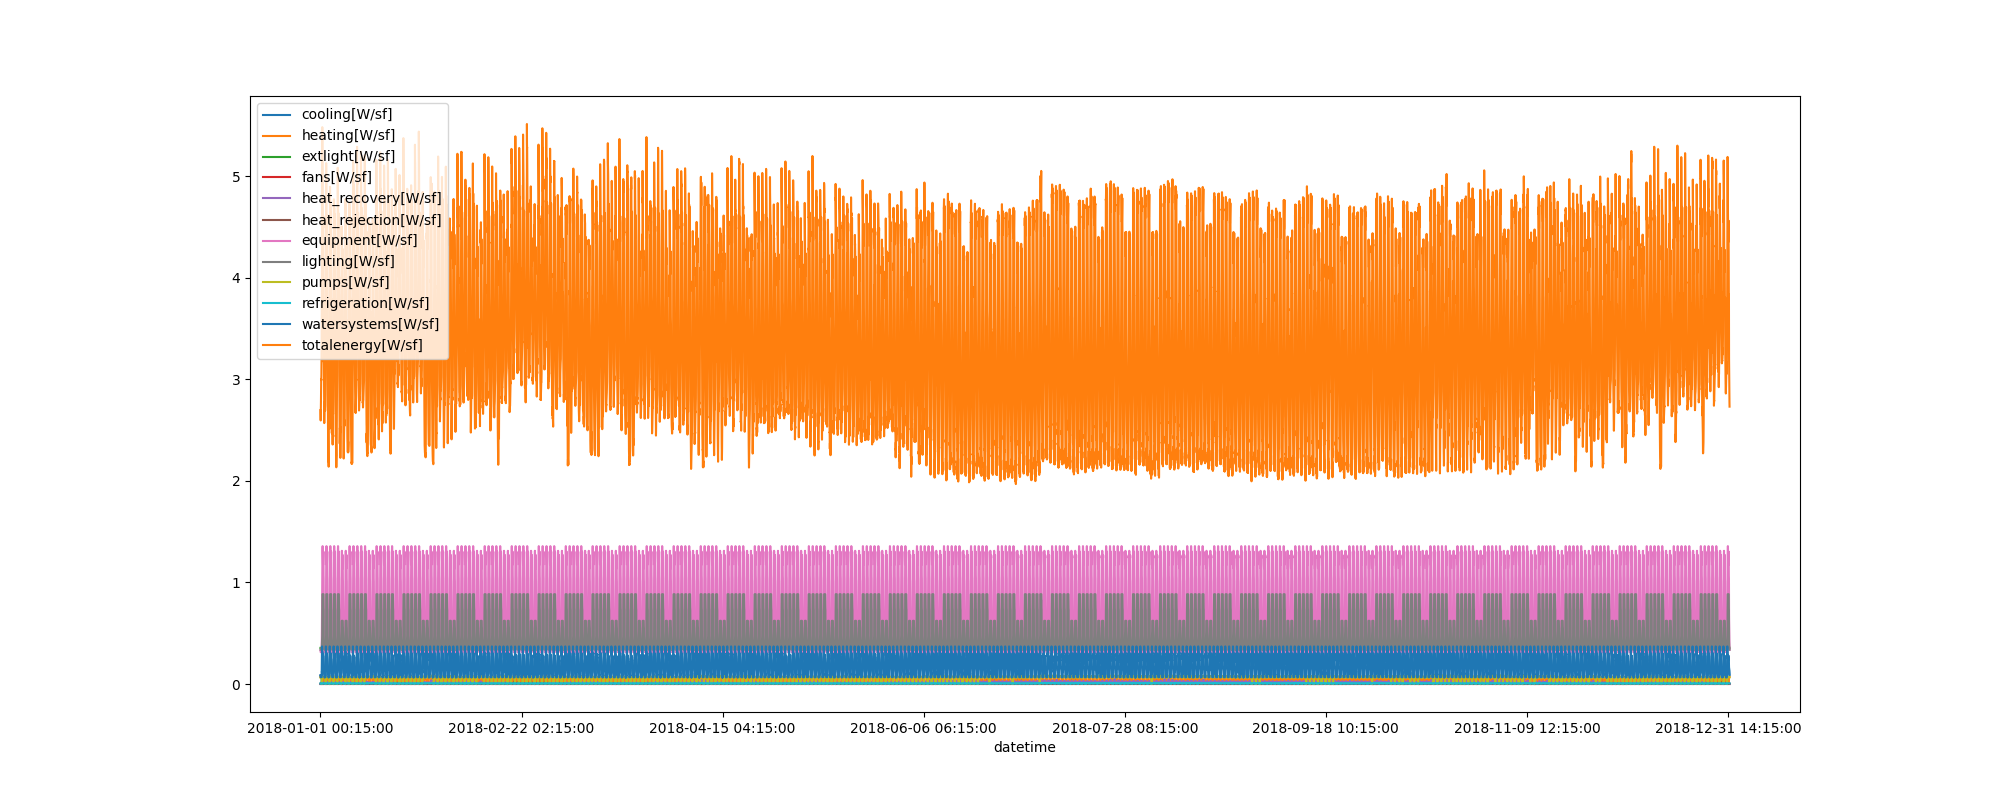 cooling[W/sf]
heating[W/sf]
extlight[W/sf]
fans[W/sf]
heat_recovery[W/sf]
heat_rejection[W/sf]
equipment[W/sf]
lighting[W/sf]
pumps[W/sf]
refrigeration[W/sf]
watersystems[W/sf]
totalenergy[W/sf]
5
4
3
2
1
0
2018-01-01 00:15:00 2018-02-22 02:15:00 2018-04-15 04:15:00 2018-06-06 06:15:00 2018-07-28 08:15:00 2018-09-18 10:15:00 2018-11-09 12:15:00 2018-12-31 14:15:00
datetime